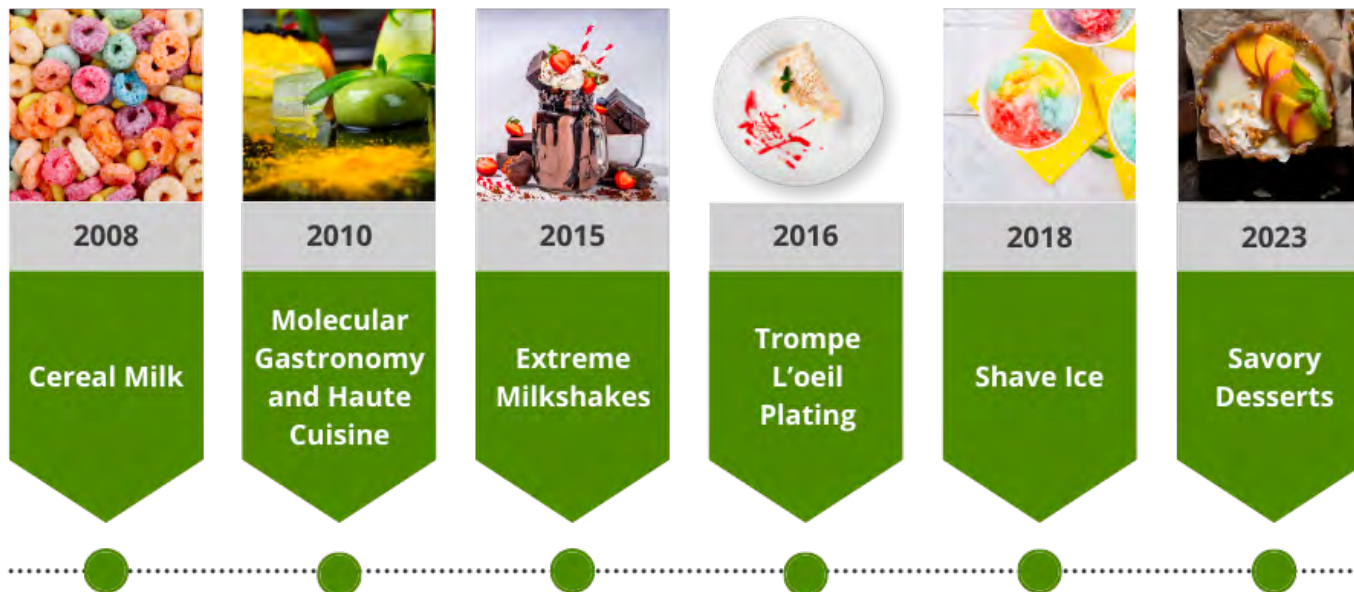 2008
Cereal Milk
2010
Molecular
Gastronomy
and Haute
Cuisine
2015
Extreme
Milkshakes
2016
Trompe
L’oeil
Plating
2018
Shave Ice
2023
Savory
Desserts